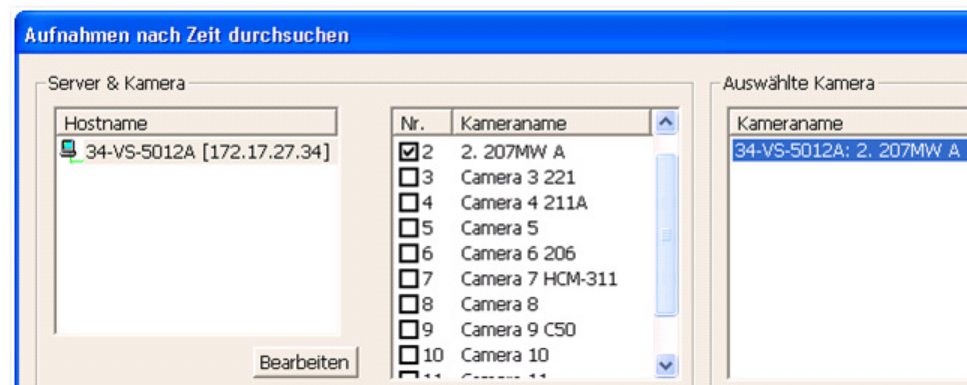 Aufnahmen nach Zeit durchsuchen
Server & Kamera
Hostname
34-VS-5012A [172.17.27.34]
Bearbeiten
Nr. Kameraname
2 2. 207MW A
3 Camera 3 221
4 Camera 4 211A
5 Camera 5
6 Camera 6 206
7 Camera 7 HCM-311
8 Camera 8
9 Camera 9 C50
10 Camera 10
Auswählte Kamera
Kameraname
34-VS-5012A: 2. 207MW A